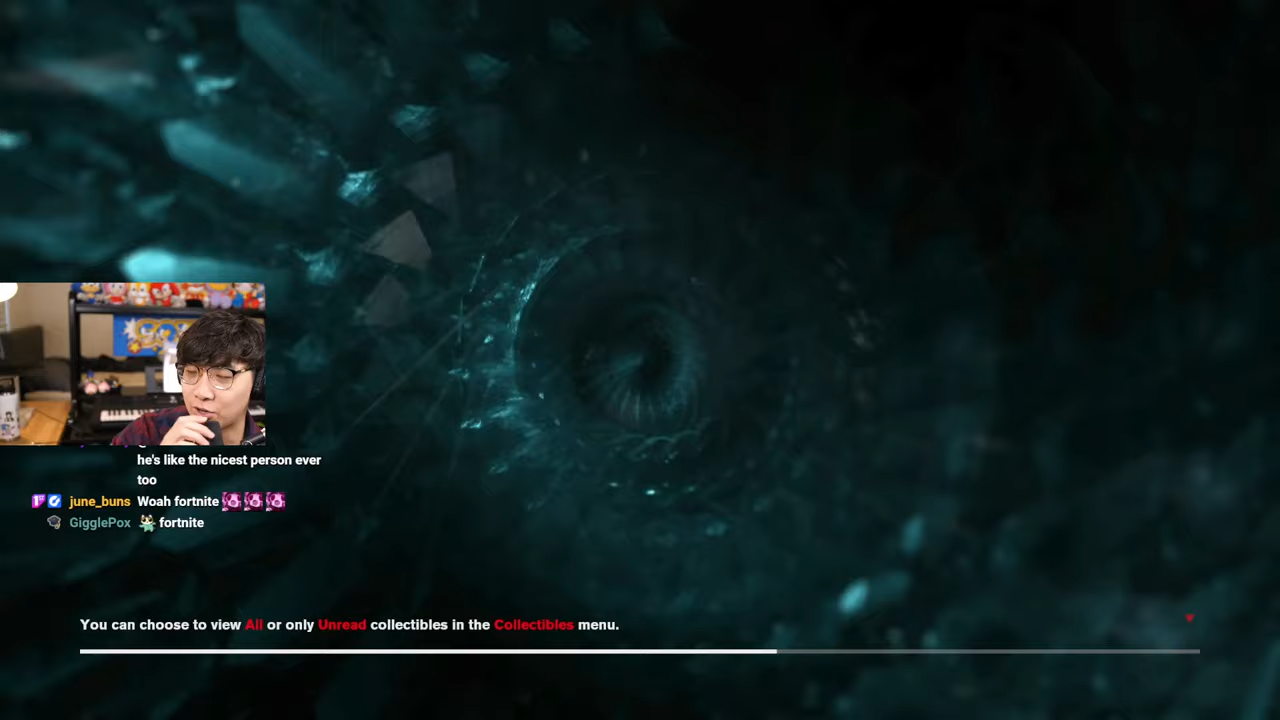 he's like the nicest person ever
too
june_buns Woah fortnite
GigglePox fortnite
You can choose to view All or only Unread collectibles in the Collectibles menu.